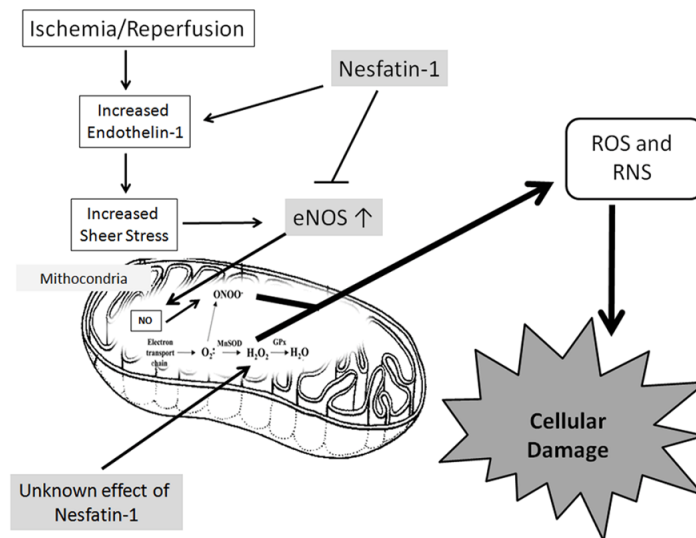 Ischemia/Reperfusion
Nesfatin-1
Increased
Endothelin-1
ROS and
RNS
Increased
Sheer Stress
eNOS ↑
Mithocondria
ONOO⁻
NO
Electron
transport
chain
O₂⁻
MnSOD
H₂O₂
GPx
H₂O
Cellular
Damage
Unknown effect of
Nesfatin-1